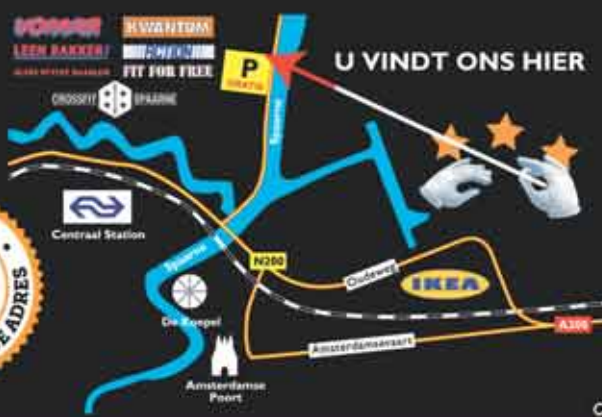 KWANTUM
LEEN BAKKER!
ACTION
FIT FOR FREE
CROSSFIT SPAARNE
P
GRATIS
U VINDT ONS HIER
Spaarne
Centraal Station
Spaarne
N200
Oudeweg
IKEA
De Koepel
A200
Amsterdamsevaart
Amsterdamse
Poort
E ADRES